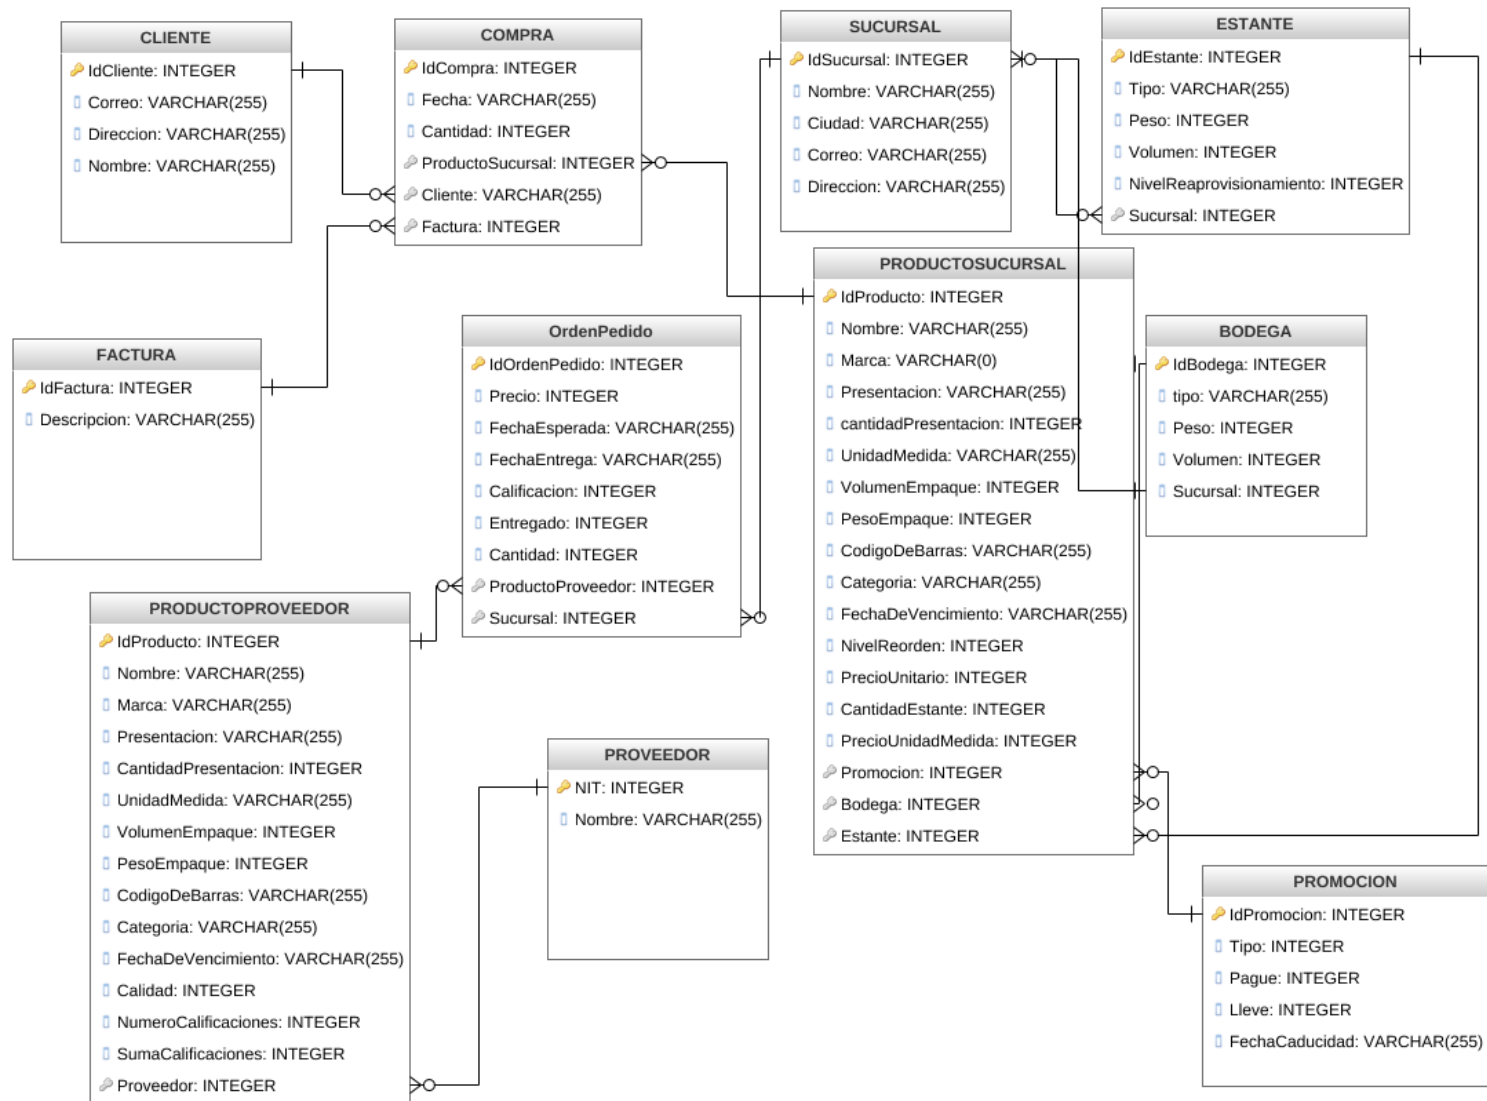 CLIENTE
IdCliente: INTEGER
Correo: VARCHAR(255)
Direccion: VARCHAR(255)
Nombre: VARCHAR(255)
COMPRA
IdCompra: INTEGER
Fecha: VARCHAR(255)
Cantidad: INTEGER
ProductoSucursal: INTEGER
Cliente: VARCHAR(255)
Factura: INTEGER
SUCURSAL
IdSucursal: INTEGER
Nombre: VARCHAR(255)
Ciudad: VARCHAR(255)
Correo: VARCHAR(255)
Direccion: VARCHAR(255)
ESTANTE
IdEstante: INTEGER
Tipo: VARCHAR(255)
Peso: INTEGER
Volumen: INTEGER
NivelReaprovisionamiento: INTEGER
Sucursal: INTEGER
FACTURA
IdFactura: INTEGER
Descripcion: VARCHAR(255)
OrdenPedido
IdOrdenPedido: INTEGER
Precio: INTEGER
FechaEsperada: VARCHAR(255)
FechaEntrega: VARCHAR(255)
Calificacion: INTEGER
Entregado: INTEGER
Cantidad: INTEGER
ProductoProveedor: INTEGER
Sucursal: INTEGER
PRODUCTOSUCURSAL
IdProducto: INTEGER
Nombre: VARCHAR(255)
Marca: VARCHAR(0)
Presentacion: VARCHAR(255)
cantidadPresentacion: INTEGER
UnidadMedida: VARCHAR(255)
VolumenEmpaque: INTEGER
PesoEmpaque: INTEGER
CodigoDeBarras: VARCHAR(255)
Categoria: VARCHAR(255)
FechaDeVencimiento: VARCHAR(255)
NivelReorden: INTEGER
PrecioUnitario: INTEGER
CantidadEstante: INTEGER
PrecioUnidadMedida: INTEGER
Promocion: INTEGER
Bodega: INTEGER
Estante: INTEGER
BODEGA
IdBodega: INTEGER
tipo: VARCHAR(255)
Peso: INTEGER
Volumen: INTEGER
Sucursal: INTEGER
PRODUCTOPROVEEDOR
IdProducto: INTEGER
Nombre: VARCHAR(255)
Marca: VARCHAR(255)
Presentacion: VARCHAR(255)
CantidadPresentacion: INTEGER
UnidadMedida: VARCHAR(255)
VolumenEmpaque: INTEGER
PesoEmpaque: INTEGER
CodigoDeBarras: VARCHAR(255)
Categoria: VARCHAR(255)
FechaDeVencimiento: VARCHAR(255)
Calidad: INTEGER
NumeroCalificaciones: INTEGER
SumaCalificaciones: INTEGER
Proveedor: INTEGER
PROVEEDOR
NIT: INTEGER
Nombre: VARCHAR(255)
PROMOCION
IdPromocion: INTEGER
Tipo: INTEGER
Pague: INTEGER
Lleve: INTEGER
FechaCaducidad: VARCHAR(255)